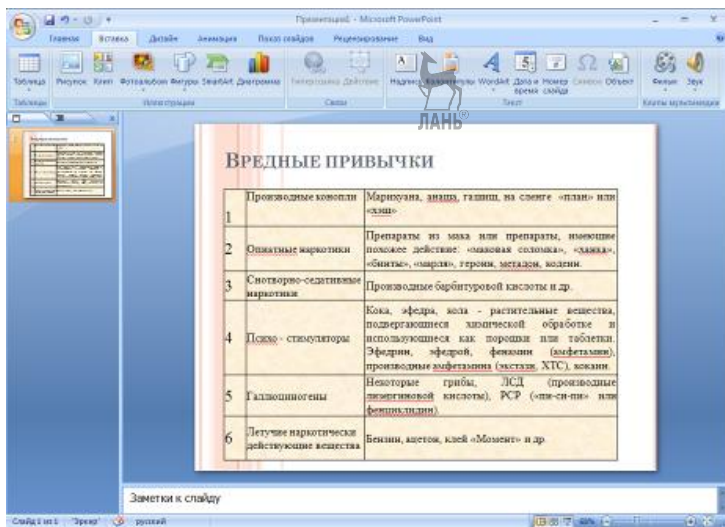 Презентация1 - Microsoft PowerPoint
Главная Вставка Дизайн Анимация Показ слайдов Рецензирование Вид
Таблица Рисунок Клип Фотоальбом Фигуры SmartArt Диаграмма Гиперссылка Действие Надпись Колонтитулы WordArt Дата и время Номер слайда Символ Объект Фильм Звук
Таблицы Иллюстрации Связи Текст Клипы мультимедиа
ЛАНЬ®
ВРЕДНЫЕ ПРИВЫЧКИ
1 Производные конопли Марихуана, анаша, гашиш, на сленге «план» или
«хэш»
2 Опиатные наркотики Препараты из мака или препараты, имеющие
похожее действие: «маковая соломка», «ханка»,
«бинты», «марля», героин, метадон, кодеин.
3 Снотворно-седативные
наркотики
Производные барбитуровой кислоты и др.
4 Психо - стимуляторы Кока, эфедра, кола - растительные вещества,
подвергающиеся химической обработке и
использующиеся как порошки или таблетки.
Эфедрин, эфедрой, фенамин (амфетамин),
производные амфетамина (экстази, ХТС), кокаин.
5 Галлюциногены Некоторые грибы, ЛСД (производные
лизергиновой кислоты), РСР («пи-си-пи» или
фенциклидин).
6 Летучие наркотически
действующие вещества
Бензин, ацетон, клей «Момент» и др.
Заметки к слайду
Слайд 1 из 1 "Эркер" русский